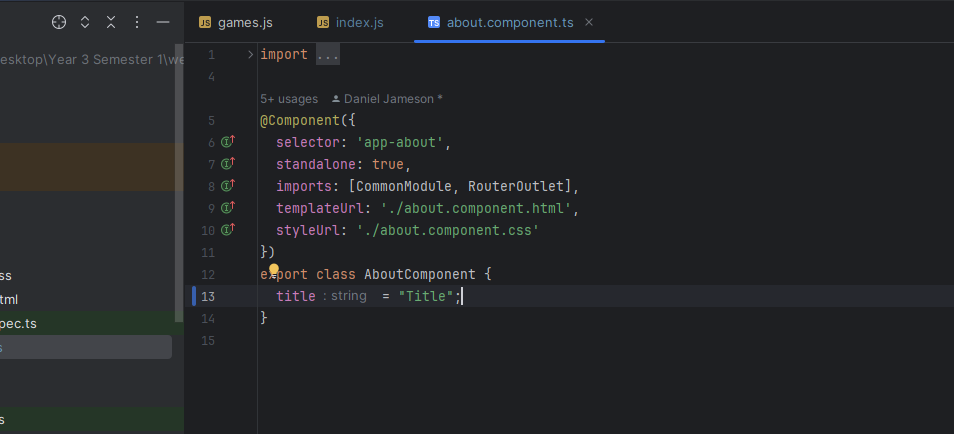 games.js index.js about.component.ts
esktop\Year 3 Semester 1\we
1 import ...
4
5+ usages Daniel Jameson *
5 @Component({
6 selector: 'app-about',
7 standalone: true,
8 imports: [CommonModule, RouterOutlet],
9 templateUrl: './about.component.html',
10 styleUrl: './about.component.css'
11 })
12 export class AboutComponent {
ss
13 title : string = "Title";
tml
14 }
pec.ts
15
s
s